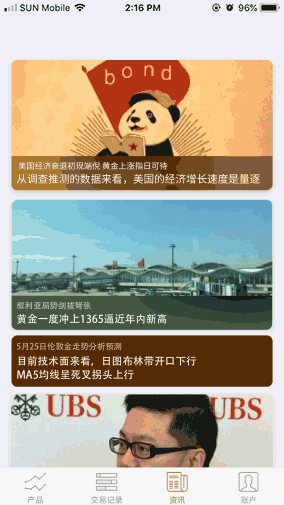 SUN Mobile
2:16 PM
96%
bond
美国经济衰退初现端倪 黄金上涨指日可待
从调查推测的数据来看，美国的经济增长速度是量逐
叙利亚局势剑拔弩张
黄金一度冲上1365逼近年内新高
5月25日伦敦金走势分析预测
目前技术面来看，日图布林带开口下行
MA5均线呈死叉拐头上行
UBS
UBS
产品
交易记录
资讯
账户